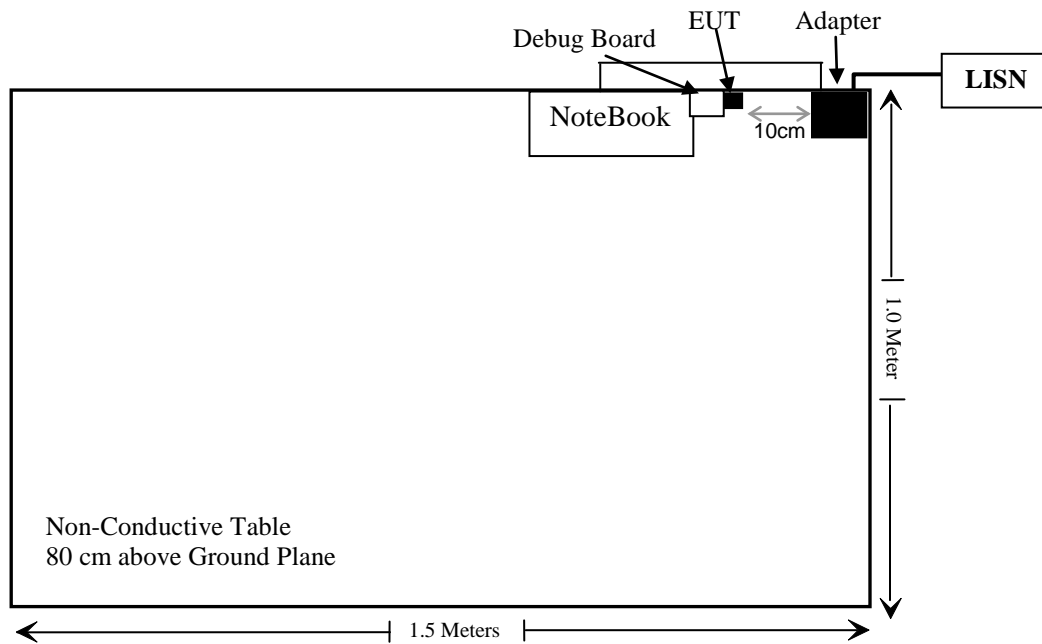 EUT
Adapter
Debug Board
LISN
NoteBook
10cm
1.0 Meter
Non-Conductive Table
80 cm above Ground Plane
1.5 Meters